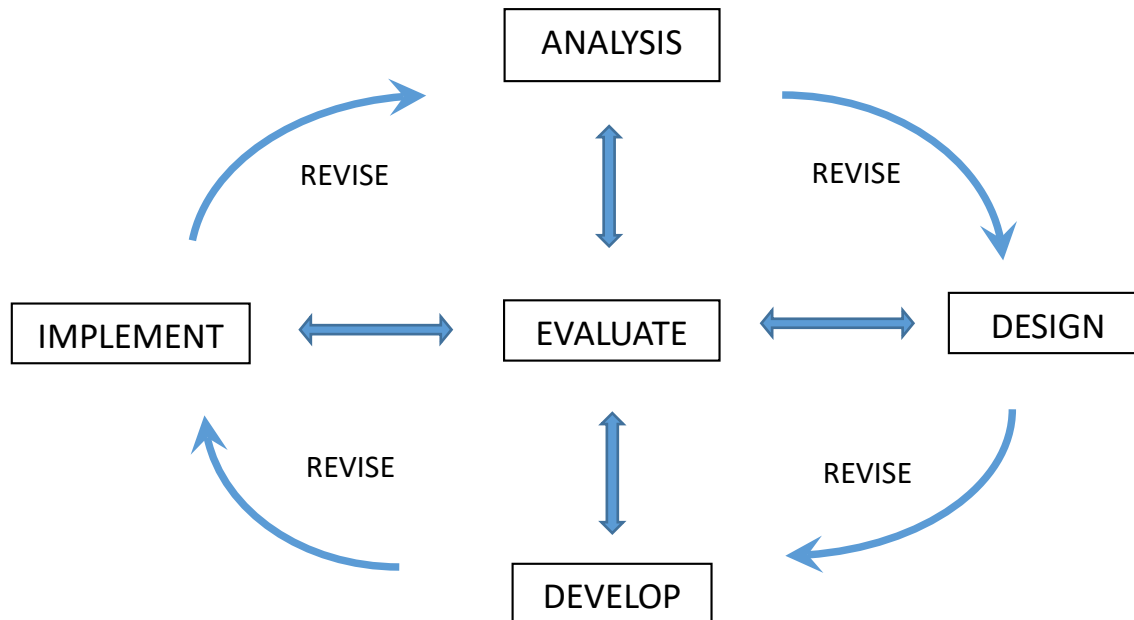 ANALYSIS
REVISE
REVISE
IMPLEMENT
EVALUATE
DESIGN
REVISE
REVISE
DEVELOP